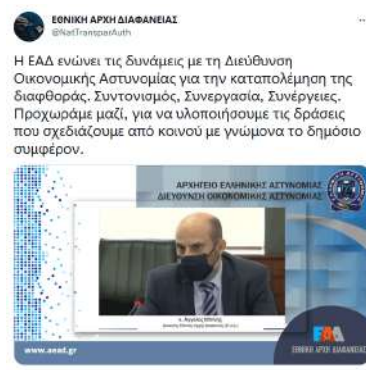 ΕΘΝΙΚΗ ΑΡΧΗ ΔΙΑΦΑΝΕΙΑΣ
@NatTransparAuth
Η ΕΑΔ ενώνει τις δυνάμεις με τη Διεύθυνση
Οικονομικής Αστυνομίας για την καταπολέμηση της
διαφθοράς. Συντονισμός, Συνεργασία, Συνέργειες.
Προχωράμε μαζί, για να υλοποιήσουμε τις δράσεις
που σχεδιάζουμε από κοινού με γνώμονα το δημόσιο
συμφέρον.
ΑΡΧΗΓΕΙΟ ΕΛΛΗΝΙΚΗΣ ΑΣΤΥΝΟΜΙΑΣ
ΔΙΕΥΘΥΝΣΗ ΟΙΚΟΝΟΜΙΚΗΣ ΑΣΤΥΝΟΜΙΑΣ
κ. Άγγελος Μπίνης
www.aead.gr
ΕΑΔ
ΕΘΝΙΚΗ ΑΡΧΗ ΔΙΑΦΑΝΕΙΑΣ